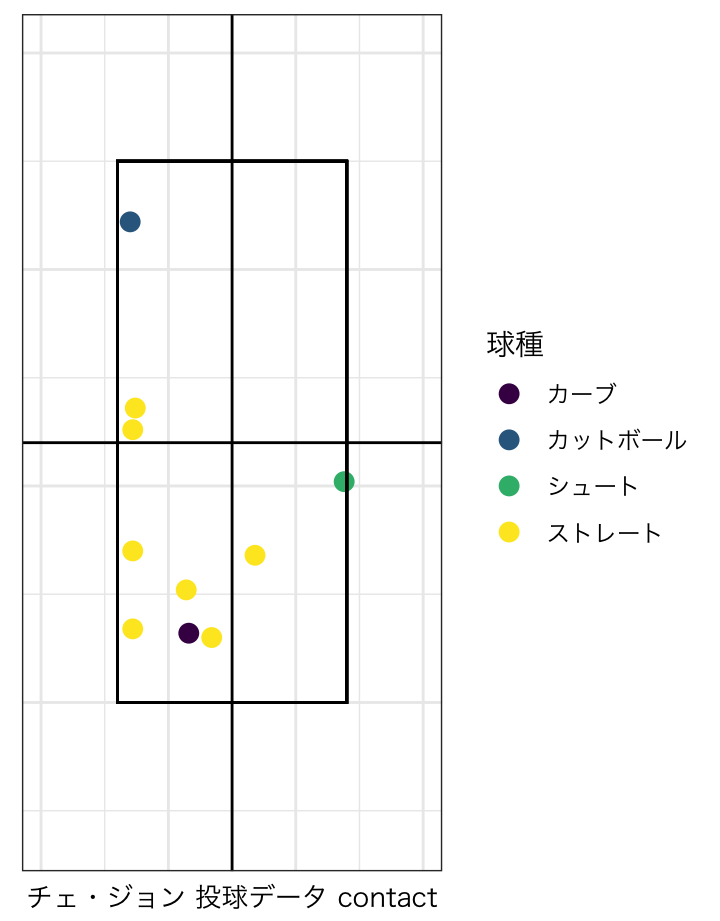 球種
カーブ
カットボール
シュート
ストレート
チェ・ジョン 投球データ contact